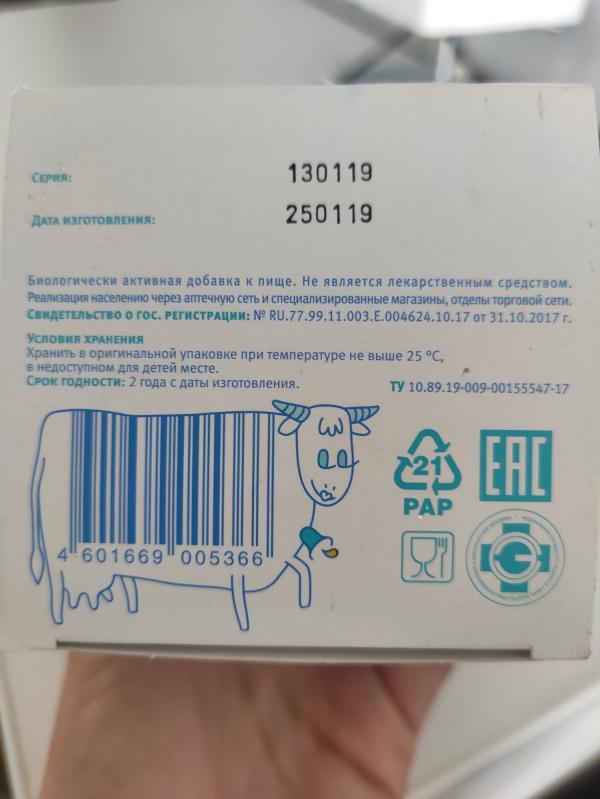 Серия: 130119
Дата изготовления: 250119
Биологически активная добавка к пище. Не является лекарственным средством.
Реализация населению через аптечную сеть и специализированные магазины, отделы торговой сети.
Свидетельство о гос. регистрации: № RU.77.99.11.003.Е.004624.10.17 от 31.10.2017 г.
Условия хранения
Хранить в оригинальной упаковке при температуре не выше 25 °С,
в недоступном для детей месте.
Срок годности: 2 года с даты изготовления.
ТУ 10.89.19-009-00155547-17
21
PAP
EAC
4 601669 005366